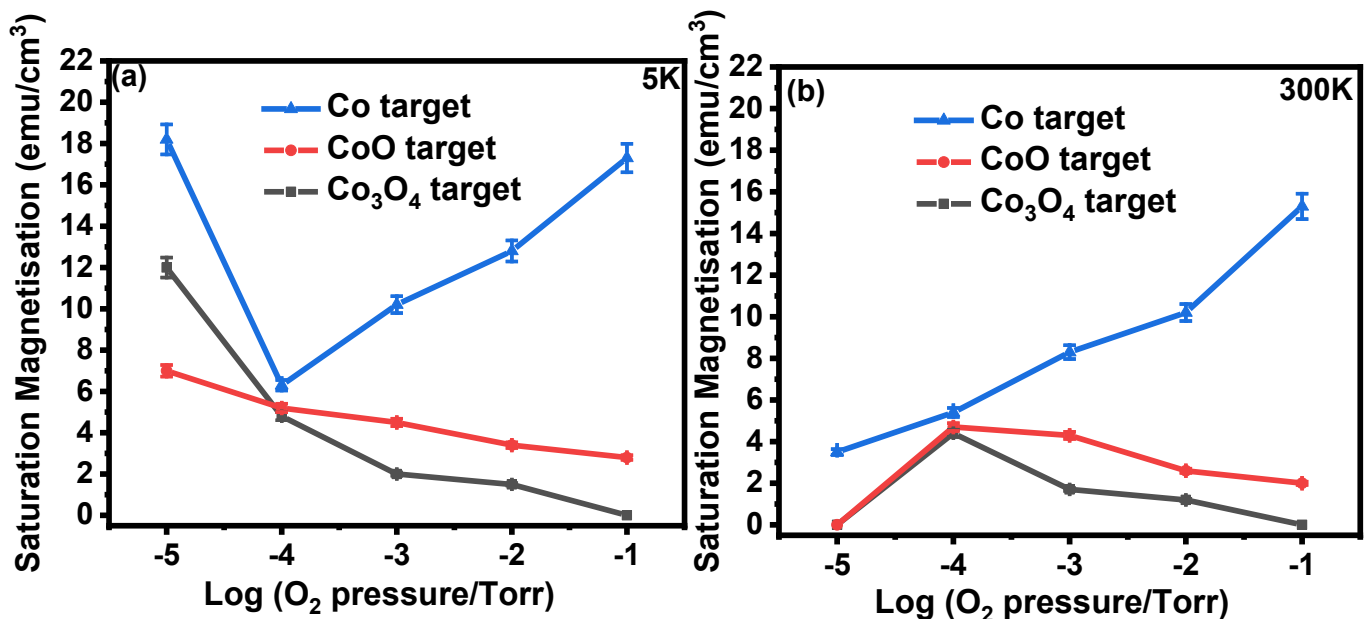 Saturation Magnetisation (emu/cm³)
22
20
18
16
14
12
10
8
6
4
2
0
(a)
5K
Co target
CoO target
Co₃O₄ target
-5 -4 -3 -2 -1
Log (O₂ pressure/Torr)
Saturation Magnetisation (emu/cm³)
22
20
18
16
14
12
10
8
6
4
2
0
(b)
300K
Co target
CoO target
Co₃O₄ target
-5 -4 -3 -2 -1
Log (O₂ pressure/Torr)